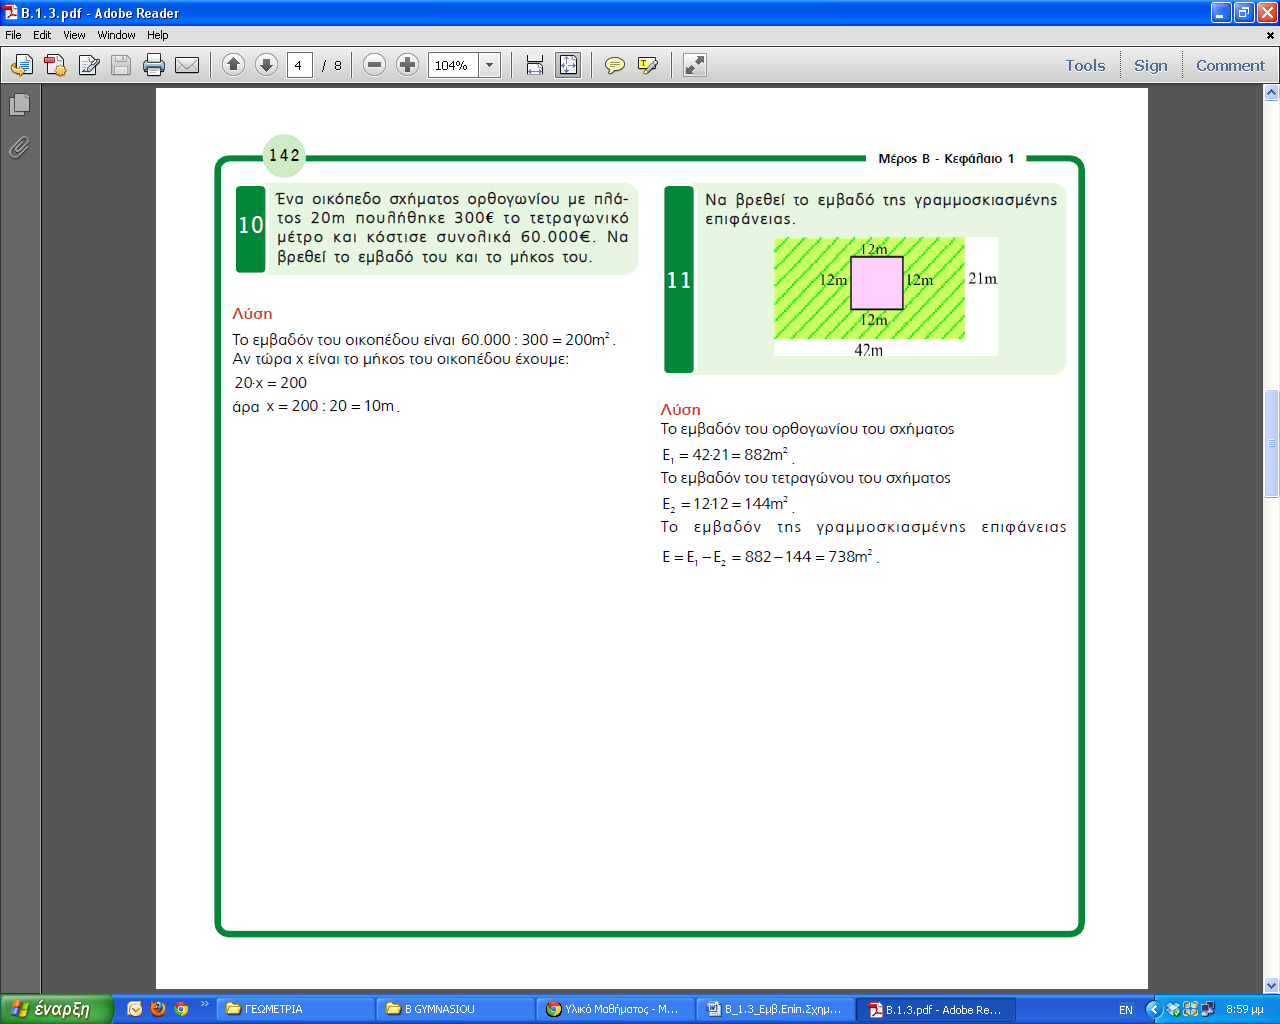 B.1.3.pdf - Adobe Reader
File Edit View Window Help
4 / 8 104% Tools Sign Comment
142
Μέρος Β - Κεφάλαιο 1
10
Ένα οικόπεδο σχήματος ορθογωνίου με πλά-
τος 20m πουλήθηκε 300€ το τετραγωνικό
μέτρο και κόστισε συνολικά 60.000€. Να
βρεθεί το εμβαδό του και το μήκος του.
Λύση
Το εμβαδόν του οικοπέδου είναι 60.000 : 300 = 200m².
Αν τώρα x είναι το μήκος του οικοπέδου έχουμε:
20·x = 200
άρα x = 200 : 20 = 10m.
11
Να βρεθεί το εμβαδό της γραμμοσκιασμένης
επιφάνειας.
12m
12m 12m 21m
12m
42m
Λύση
Το εμβαδόν του ορθογωνίου του σχήματος
E₁ = 42·21 = 882m².
Το εμβαδόν του τετραγώνου του σχήματος
E₂ = 12·12 = 144m².
Το εμβαδόν της γραμμοσκιασμένης επιφάνειας
E = E₁ − E₂ = 882 − 144 = 738m².
έναρξη » ΓΕΩΜΕΤΡΙΑ B GYMNASIOU Υλικό Μαθήματος - M... B_1.3_Εμβ.Επίπ.Σχημ... B.1.3.pdf - Adobe Re... EN 8:59 μμ